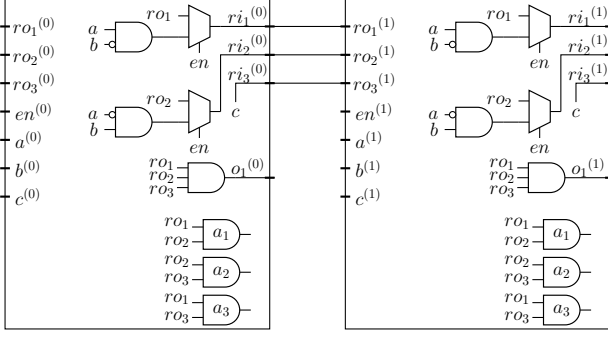 ro₁ ri₁⁽⁰⁾ ro₁ ri₁⁽¹⁾
ro₁⁽⁰⁾ a ro₁⁽¹⁾ a
b b
ri₂⁽⁰⁾ ri₂⁽¹⁾
ro₂⁽⁰⁾ en ro₂⁽¹⁾ en
ri₃⁽⁰⁾ ri₃⁽¹⁾
ro₃⁽⁰⁾ ro₃⁽¹⁾
ro₂ ro₂
en⁽⁰⁾ a c en⁽¹⁾ a c
b b
a⁽⁰⁾ en a⁽¹⁾ en
ro₁ ro₁
b⁽⁰⁾ ro₂ o₁⁽⁰⁾ b⁽¹⁾ ro₂ o₁⁽¹⁾
ro₃ ro₃
c⁽⁰⁾ c⁽¹⁾
ro₁ ro₁
a₁ a₁
ro₂ ro₂
ro₂ ro₂
a₂ a₂
ro₃ ro₃
ro₁ ro₁
a₃ a₃
ro₃ ro₃